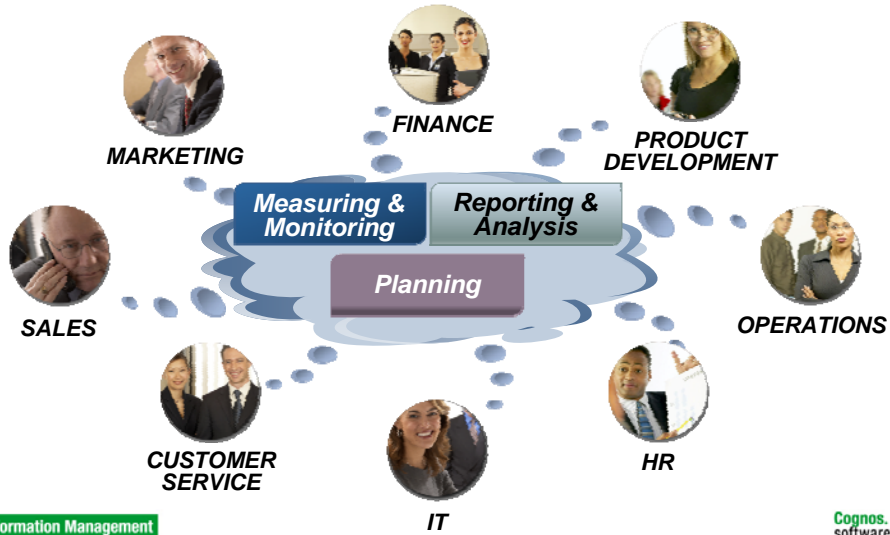 FINANCE
MARKETING
PRODUCT
DEVELOPMENT
Measuring &
Monitoring
Reporting &
Analysis
Planning
SALES
OPERATIONS
CUSTOMER
SERVICE
HR
IT
ormation Management
Cognos.
software